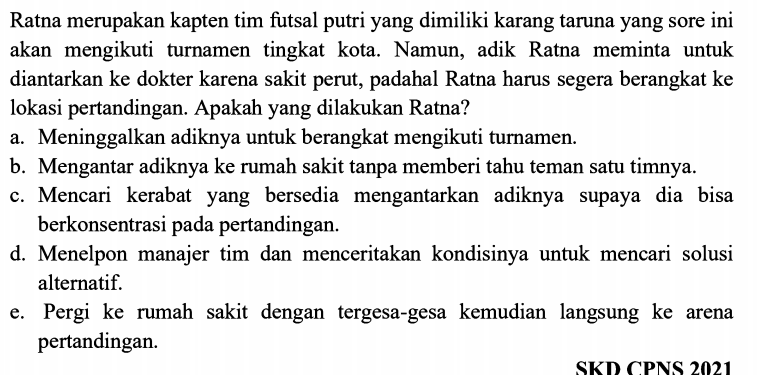 Ratna merupakan kapten tim futsal putri yang dimiliki karang taruna yang sore ini
akan mengikuti turnamen tingkat kota. Namun, adik Ratna meminta untuk
diantarkan ke dokter karena sakit perut, padahal Ratna harus segera berangkat ke
lokasi pertandingan. Apakah yang dilakukan Ratna?
a. Meninggalkan adiknya untuk berangkat mengikuti turnamen.
b. Mengantar adiknya ke rumah sakit tanpa memberi tahu teman satu timnya.
c. Mencari kerabat yang bersedia mengantarkan adiknya supaya dia bisa
berkonsentrasi pada pertandingan.
d. Menelpon manajer tim dan menceritakan kondisinya untuk mencari solusi
alternatif.
e. Pergi ke rumah sakit dengan tergesa-gesa kemudian langsung ke arena
pertandingan.
SKD CPNS 2021